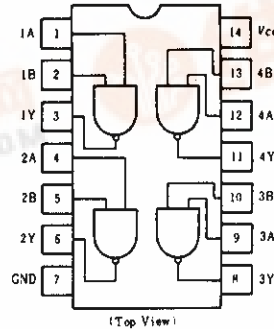 1A 1 14 Vcc
1B 2 13 4B
1Y 3 12 4A
2A 4 11 4Y
2B 5 10 3B
2Y 6 9 3A
GND 7 8 3Y
(Top View)